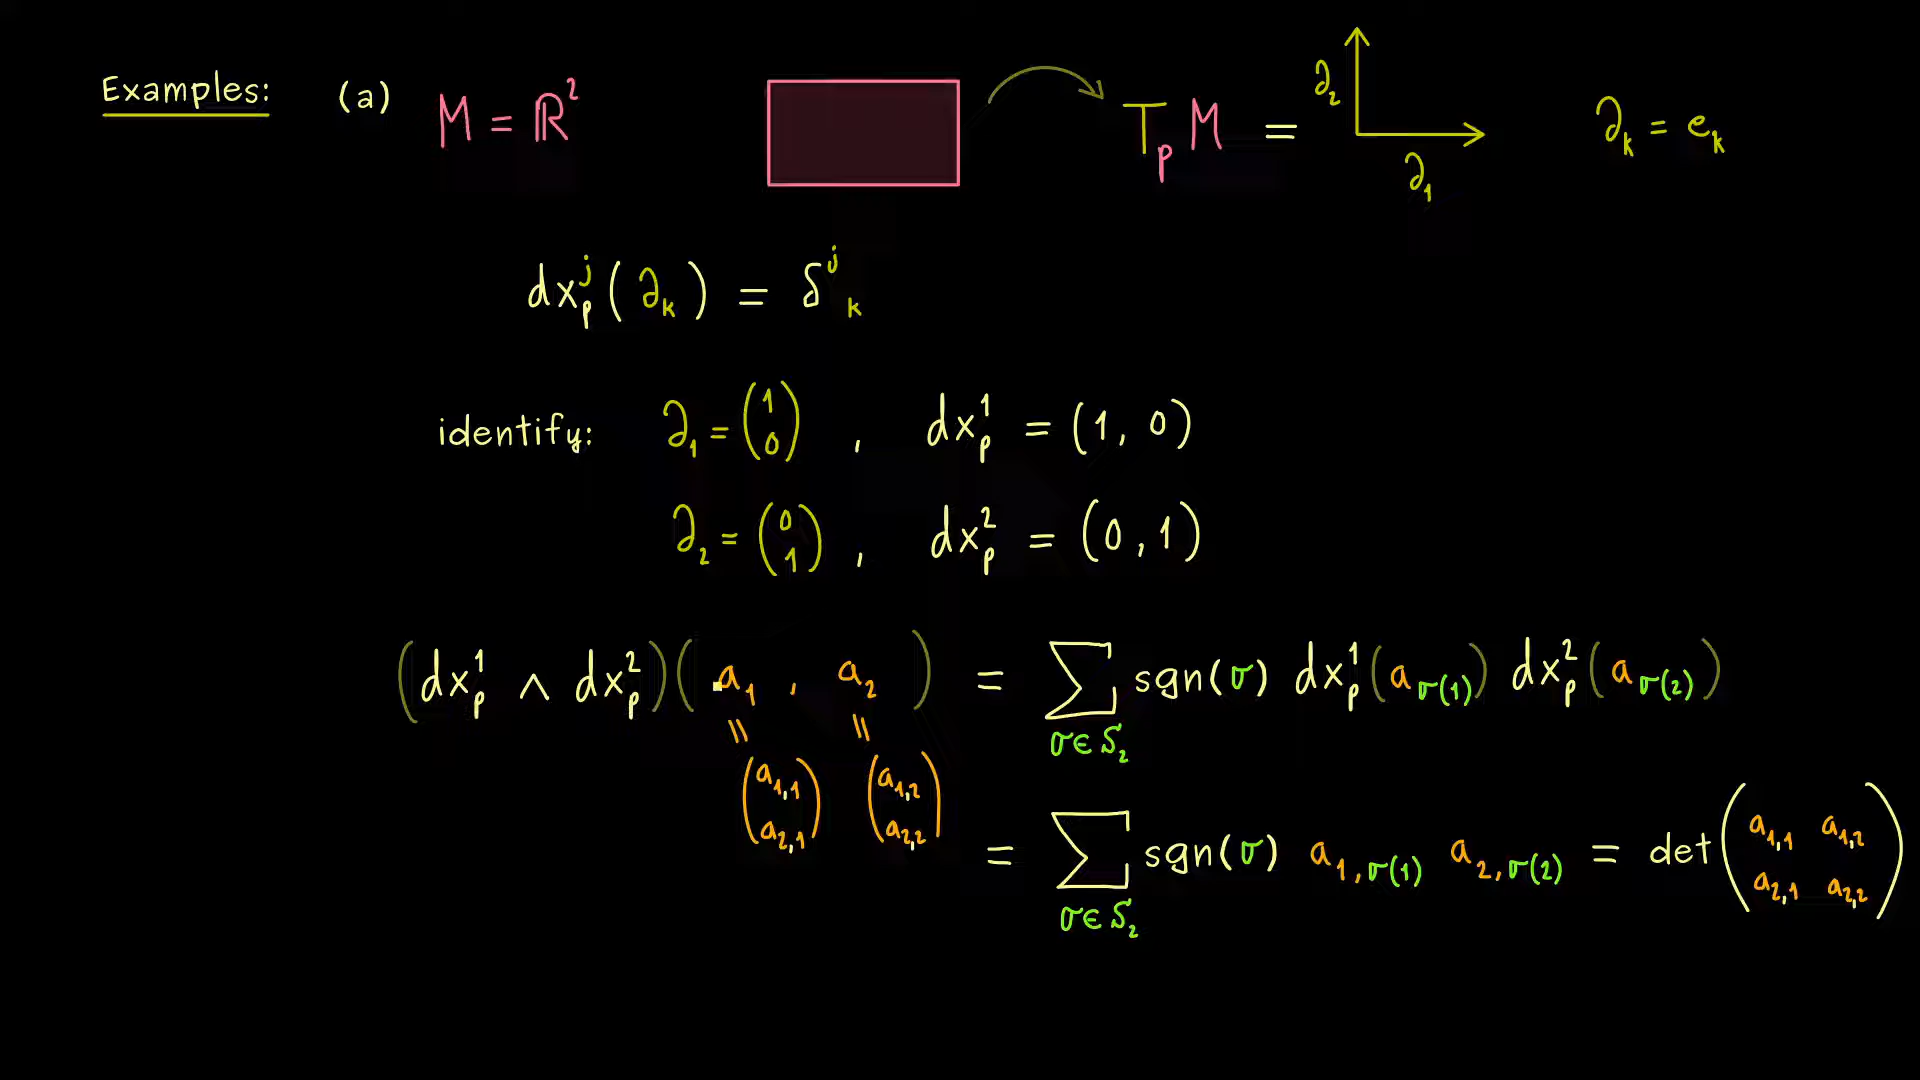 Examples: (a) M = ℝ² T_p M = ∂₂ ∂₁ ∂_k = e_k
dx_p^j(∂_k) = δ^j_k
identify: ∂₁ = (1 0) , dx_p^1 = (1, 0)
∂₂ = (0 1) , dx_p^2 = (0, 1)
(dx_p^1 ∧ dx_p^2)(a₁ , a₂) = ∑_{σ∈S₂} sgn(σ) dx_p^1(a_{σ(1)}) dx_p^2(a_{σ(2)})
= =
(a_{1,1} a_{2,1}) (a_{1,2} a_{2,2})
= ∑_{σ∈S₂} sgn(σ) a_{1,σ(1)} a_{2,σ(2)} = det(a_{1,1} a_{1,2} a_{2,1} a_{2,2})